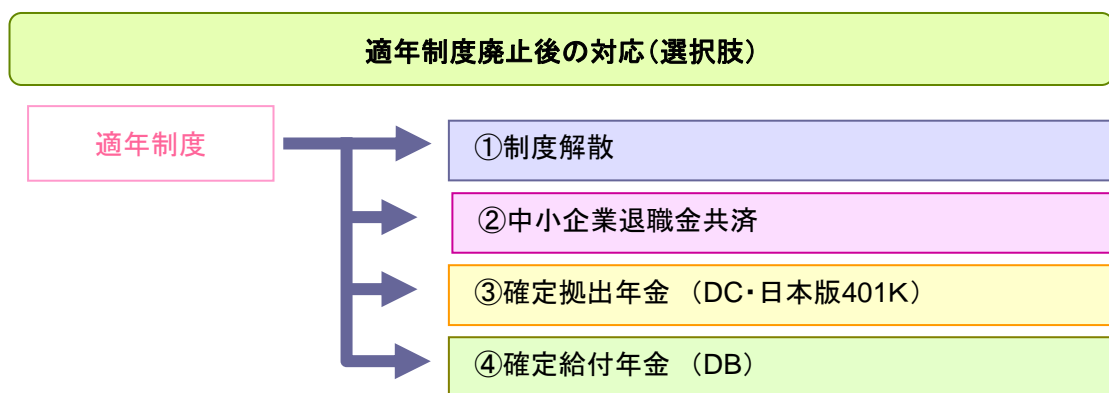 適年制度廃止後の対応（選択肢）
適年制度
①制度解散
②中小企業退職金共済
③確定拠出年金 （DC・日本版401K）
④確定給付年金 （DB）